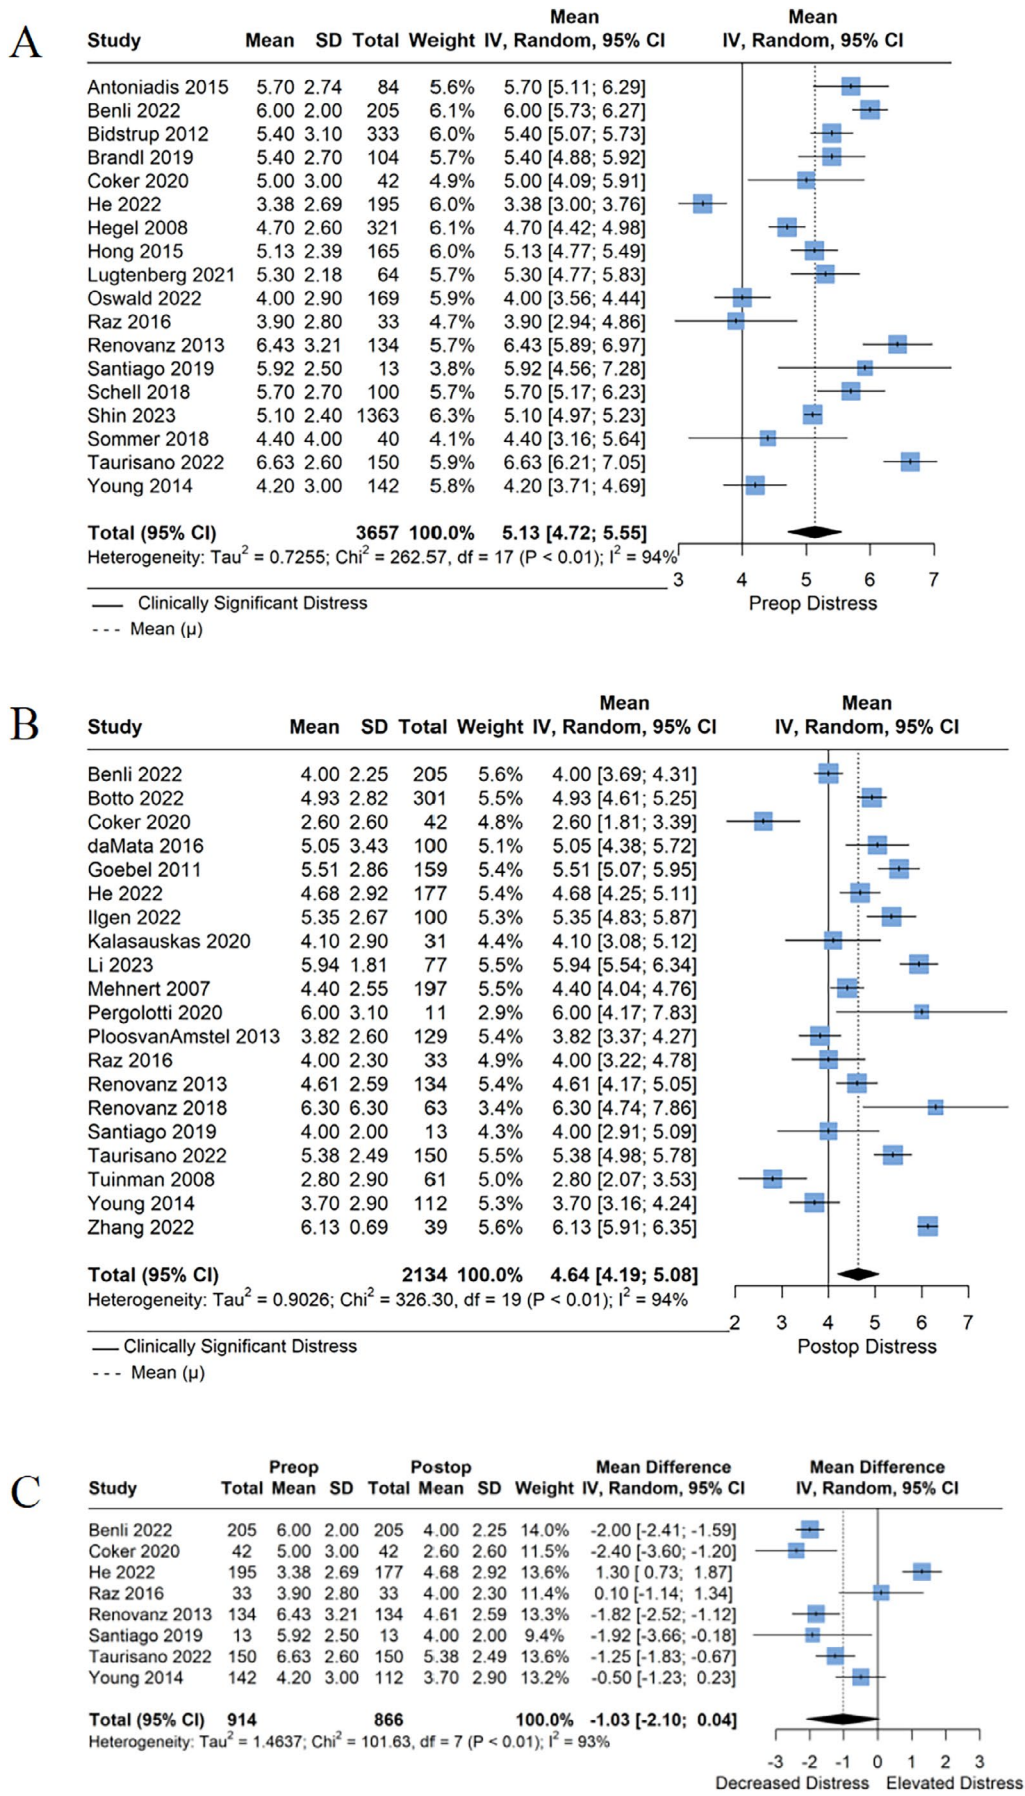 A
Mean Mean
Study Mean SD Total Weight IV, Random, 95% CI IV, Random, 95% CI
Antoniadis 2015 5.70 2.74 84 5.6% 5.70 [5.11; 6.29]
Benli 2022 6.00 2.00 205 6.1% 6.00 [5.73; 6.27]
Bidstrup 2012 5.40 3.10 333 6.0% 5.40 [5.07; 5.73]
Brandl 2019 5.40 2.70 104 5.7% 5.40 [4.88; 5.92]
Coker 2020 5.00 3.00 42 4.9% 5.00 [4.09; 5.91]
He 2022 3.38 2.69 195 6.0% 3.38 [3.00; 3.76]
Hegel 2008 4.70 2.60 321 6.1% 4.70 [4.42; 4.98]
Hong 2015 5.13 2.39 165 6.0% 5.13 [4.77; 5.49]
Lugtenberg 2021 5.30 2.18 64 5.7% 5.30 [4.77; 5.83]
Oswald 2022 4.00 2.90 169 5.9% 4.00 [3.56; 4.44]
Raz 2016 3.90 2.80 33 4.7% 3.90 [2.94; 4.86]
Renovanz 2013 6.43 3.21 134 5.7% 6.43 [5.89; 6.97]
Santiago 2019 5.92 2.50 13 3.8% 5.92 [4.56; 7.28]
Schell 2018 5.70 2.70 100 5.7% 5.70 [5.17; 6.23]
Shin 2023 5.10 2.40 1363 6.3% 5.10 [4.97; 5.23]
Sommer 2018 4.40 4.00 40 4.1% 4.40 [3.16; 5.64]
Taurisano 2022 6.63 2.60 150 5.9% 6.63 [6.21; 7.05]
Young 2014 4.20 3.00 142 5.8% 4.20 [3.71; 4.69]
Total (95% CI) 3657 100.0% 5.13 [4.72; 5.55]
Heterogeneity: Tau² = 0.7255; Chi² = 262.57, df = 17 (P < 0.01); I² = 94%
3 4 5 6 7
Clinically Significant Distress Preop Distress
Mean (μ)
B
Mean Mean
Study Mean SD Total Weight IV, Random, 95% CI IV, Random, 95% CI
Benli 2022 4.00 2.25 205 5.6% 4.00 [3.69; 4.31]
Botto 2022 4.93 2.82 301 5.5% 4.93 [4.61; 5.25]
Coker 2020 2.60 2.60 42 4.8% 2.60 [1.81; 3.39]
daMata 2016 5.05 3.43 100 5.1% 5.05 [4.38; 5.72]
Goebel 2011 5.51 2.86 159 5.4% 5.51 [5.07; 5.95]
He 2022 4.68 2.92 177 5.4% 4.68 [4.25; 5.11]
Ilgen 2022 5.35 2.67 100 5.3% 5.35 [4.83; 5.87]
Kalasauskas 2020 4.10 2.90 31 4.4% 4.10 [3.08; 5.12]
Li 2023 5.94 1.81 77 5.5% 5.94 [5.54; 6.34]
Mehnert 2007 4.40 2.55 197 5.5% 4.40 [4.04; 4.76]
Pergolotti 2020 6.00 3.10 11 2.9% 6.00 [4.17; 7.83]
PloosvanAmstel 2013 3.82 2.60 129 5.4% 3.82 [3.37; 4.27]
Raz 2016 4.00 2.30 33 4.9% 4.00 [3.22; 4.78]
Renovanz 2013 4.61 2.59 134 5.4% 4.61 [4.17; 5.05]
Renovanz 2018 6.30 6.30 63 3.4% 6.30 [4.74; 7.86]
Santiago 2019 4.00 2.00 13 4.3% 4.00 [2.91; 5.09]
Taurisano 2022 5.38 2.49 150 5.5% 5.38 [4.98; 5.78]
Tuinman 2008 2.80 2.90 61 5.0% 2.80 [2.07; 3.53]
Young 2014 3.70 2.90 112 5.3% 3.70 [3.16; 4.24]
Zhang 2022 6.13 0.69 39 5.6% 6.13 [5.91; 6.35]
Total (95% CI) 2134 100.0% 4.64 [4.19; 5.08]
Heterogeneity: Tau² = 0.9026; Chi² = 326.30, df = 19 (P < 0.01); I² = 94%
2 3 4 5 6 7
Clinically Significant Distress Postop Distress
Mean (μ)
C
Preop Postop Mean Difference Mean Difference
Study Total Mean SD Total Mean SD Weight IV, Random, 95% CI IV, Random, 95% CI
Benli 2022 205 6.00 2.00 205 4.00 2.25 14.0% -2.00 [-2.41; -1.59]
Coker 2020 42 5.00 3.00 42 2.60 2.60 11.5% -2.40 [-3.60; -1.20]
He 2022 195 3.38 2.69 177 4.68 2.92 13.6% 1.30 [ 0.73; 1.87]
Raz 2016 33 3.90 2.80 33 4.00 2.30 11.4% 0.10 [-1.14; 1.34]
Renovanz 2013 134 6.43 3.21 134 4.61 2.59 13.3% -1.82 [-2.52; -1.12]
Santiago 2019 13 5.92 2.50 13 4.00 2.00 9.4% -1.92 [-3.66; -0.18]
Taurisano 2022 150 6.63 2.60 150 5.38 2.49 13.6% -1.25 [-1.83; -0.67]
Young 2014 142 4.20 3.00 112 3.70 2.90 13.2% -0.50 [-1.23; 0.23]
Total (95% CI) 914 866 100.0% -1.03 [-2.10; 0.04]
Heterogeneity: Tau² = 1.4637; Chi² = 101.63, df = 7 (P < 0.01); I² = 93%
-3 -2 -1 0 1 2 3
Decreased Distress Elevated Distress